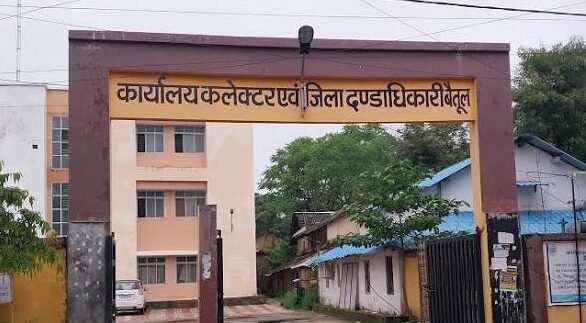 कार्यालय कलेक्टर एवं जिला दण्डाधिकारी बैतूल